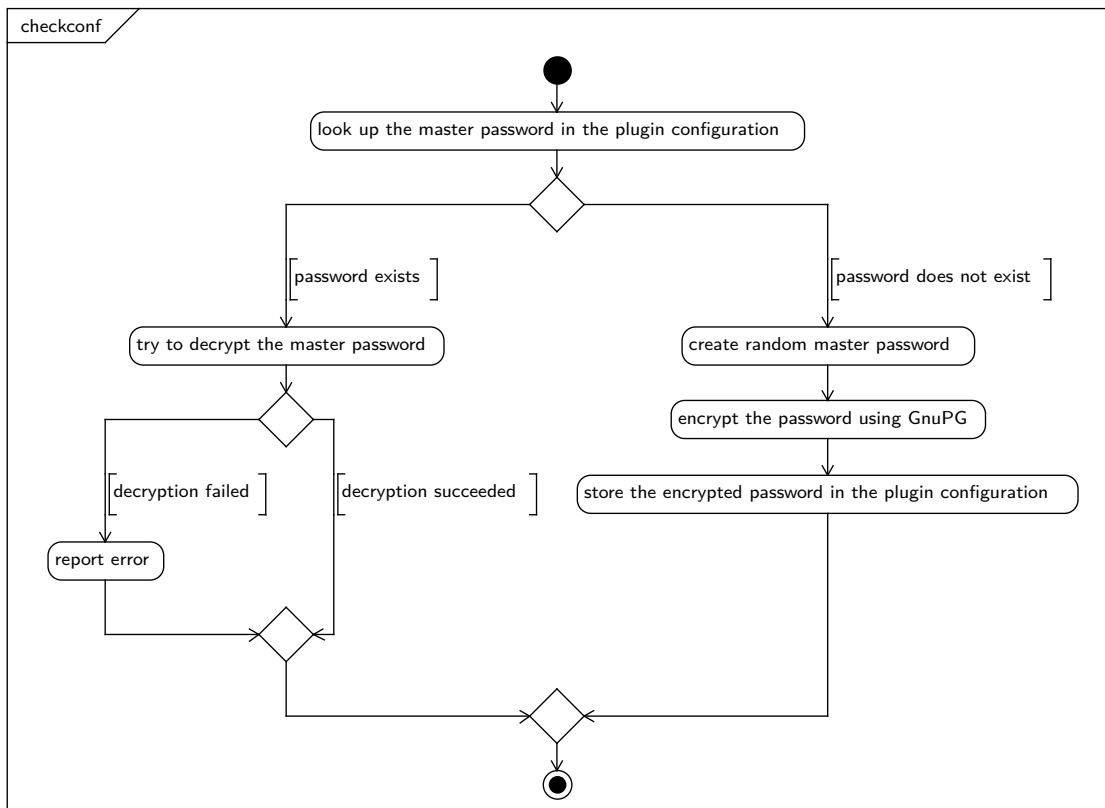 checkconf
look up the master password in the plugin configuration
[password exists]
[password does not exist]
try to decrypt the master password
create random master password
encrypt the password using GnuPG
[decryption failed]
[decryption succeeded]
store the encrypted password in the plugin configuration
report error